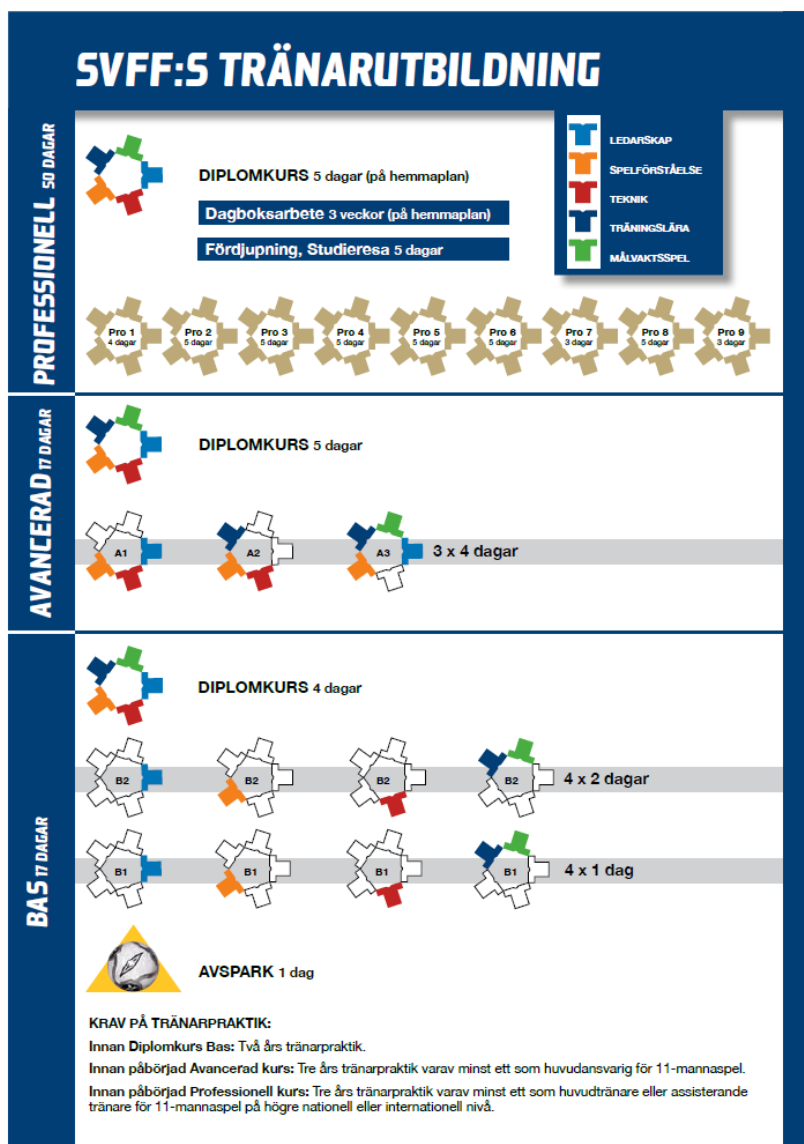 SVFF:S TRÄNARUTBILDNING
PROFESSIONELL 50 DAGAR
DIPLOMKURS 5 dagar (på hemmaplan)
Dagboksarbete 3 veckor (på hemmaplan)
Fördjupning, Studieresa 5 dagar
LEDARSKAP
SPELFÖRSTÅELSE
TEKNIK
TRÄNINGSLÄRA
MÅLVAKTSSPEL
Pro 1
4 dagar
Pro 2
5 dagar
Pro 3
5 dagar
Pro 4
5 dagar
Pro 5
5 dagar
Pro 6
5 dagar
Pro 7
3 dagar
Pro 8
5 dagar
Pro 9
3 dagar
AVANCERAD 17 DAGAR
DIPLOMKURS 5 dagar
A1
A2
A3
3 x 4 dagar
BAS 17 DAGAR
DIPLOMKURS 4 dagar
B2
B2
B2
B2
4 x 2 dagar
B1
B1
B1
B1
4 x 1 dag
AVSPARK 1 dag
KRAV PÅ TRÄNARPRAKTIK:
Innan Diplomkurs Bas: Två års tränarpraktik.
Innan påbörjad Avancerad kurs: Tre års tränarpraktik varav minst ett som huvudansvarig för 11-mannaspel.
Innan påbörjad Professionell kurs: Tre års tränarpraktik varav minst ett som huvudtränare eller assisterande
tränare för 11-mannaspel på högre nationell eller internationell nivå.